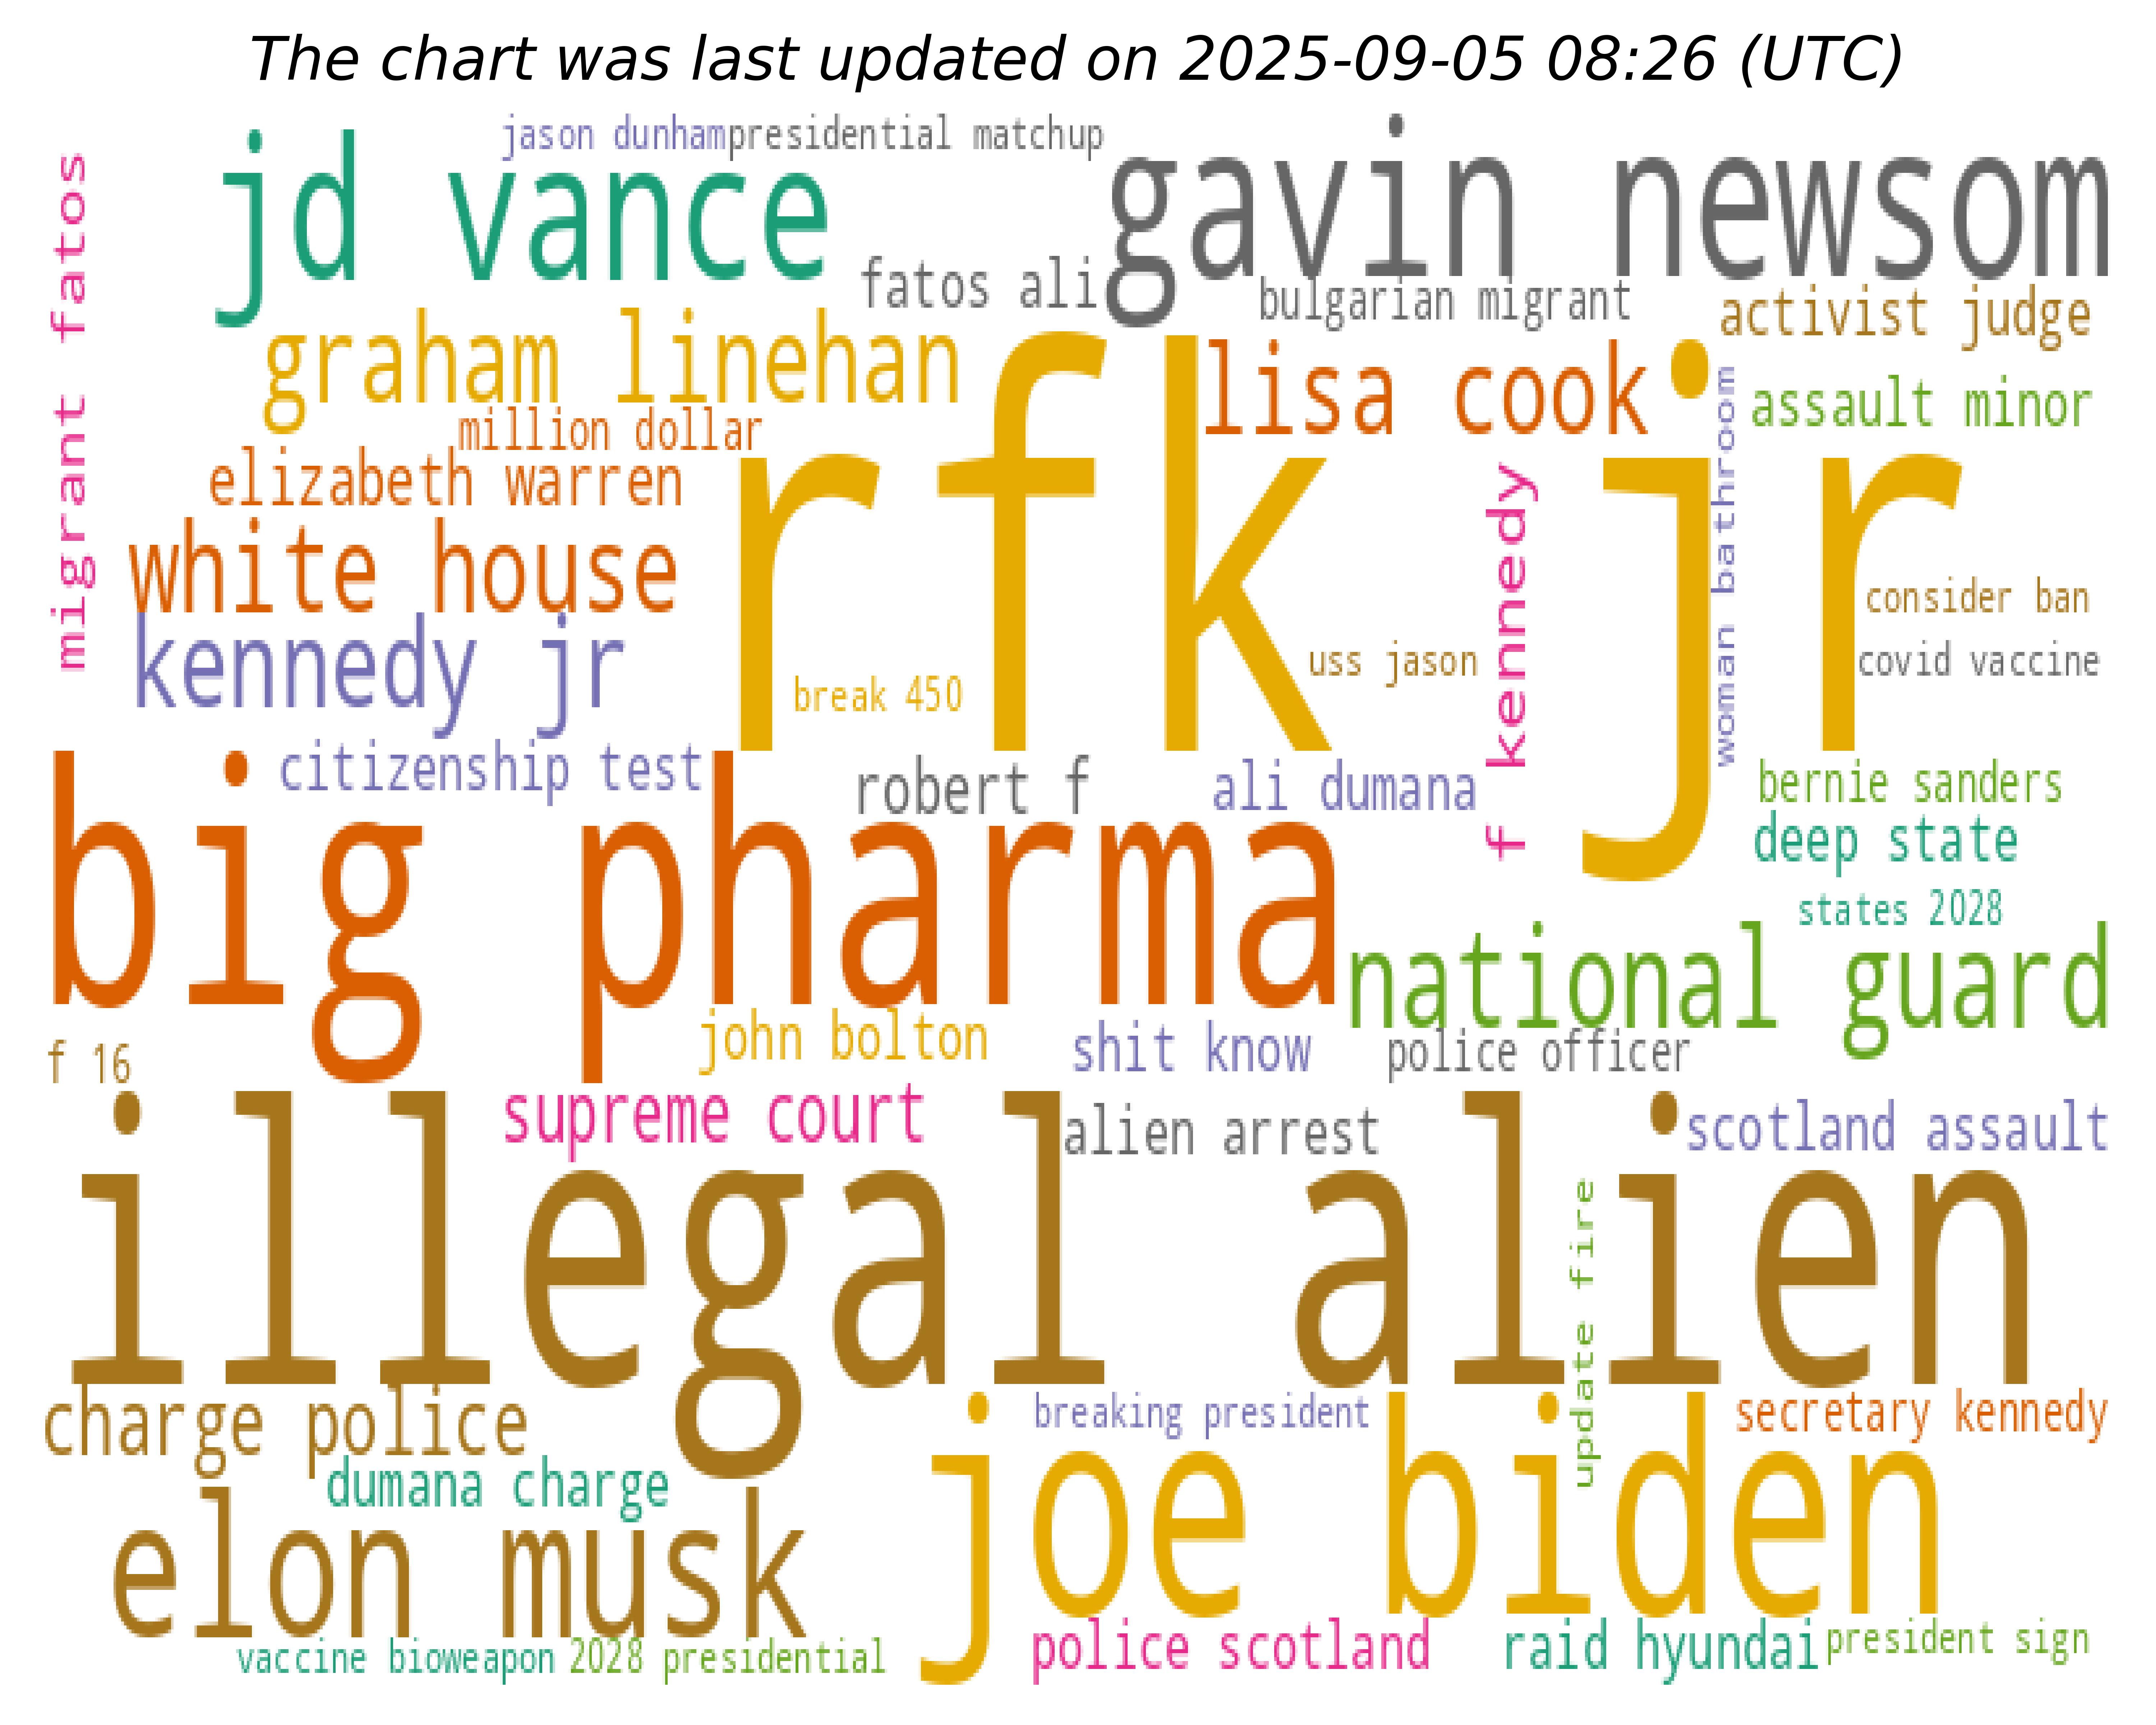 The chart was last updated on 2025-09-05 08:26 (UTC)
jason dunham
presidential matchup
jd vance
gavin newsom
migrant fatos
fatos ali
bulgarian migrant
activist judge
graham linehan
lisa cook
assault minor
million dollar
elizabeth warren
rfk jr
woman bathroom
f kennedy
white house
consider ban
kennedy jr
uss jason
covid vaccine
break 450
citizenship test
robert f
ali dumana
bernie sanders
big pharma
deep state
states 2028
national guard
john bolton
shit know
police officer
f 16
supreme court
alien arrest
scotland assault
illegal alien
update fire
charge police
breaking president
secretary kennedy
dumana charge
joe biden
elon musk
vaccine bioweapon
2028 presidential
police scotland
raid hyundai
president sign